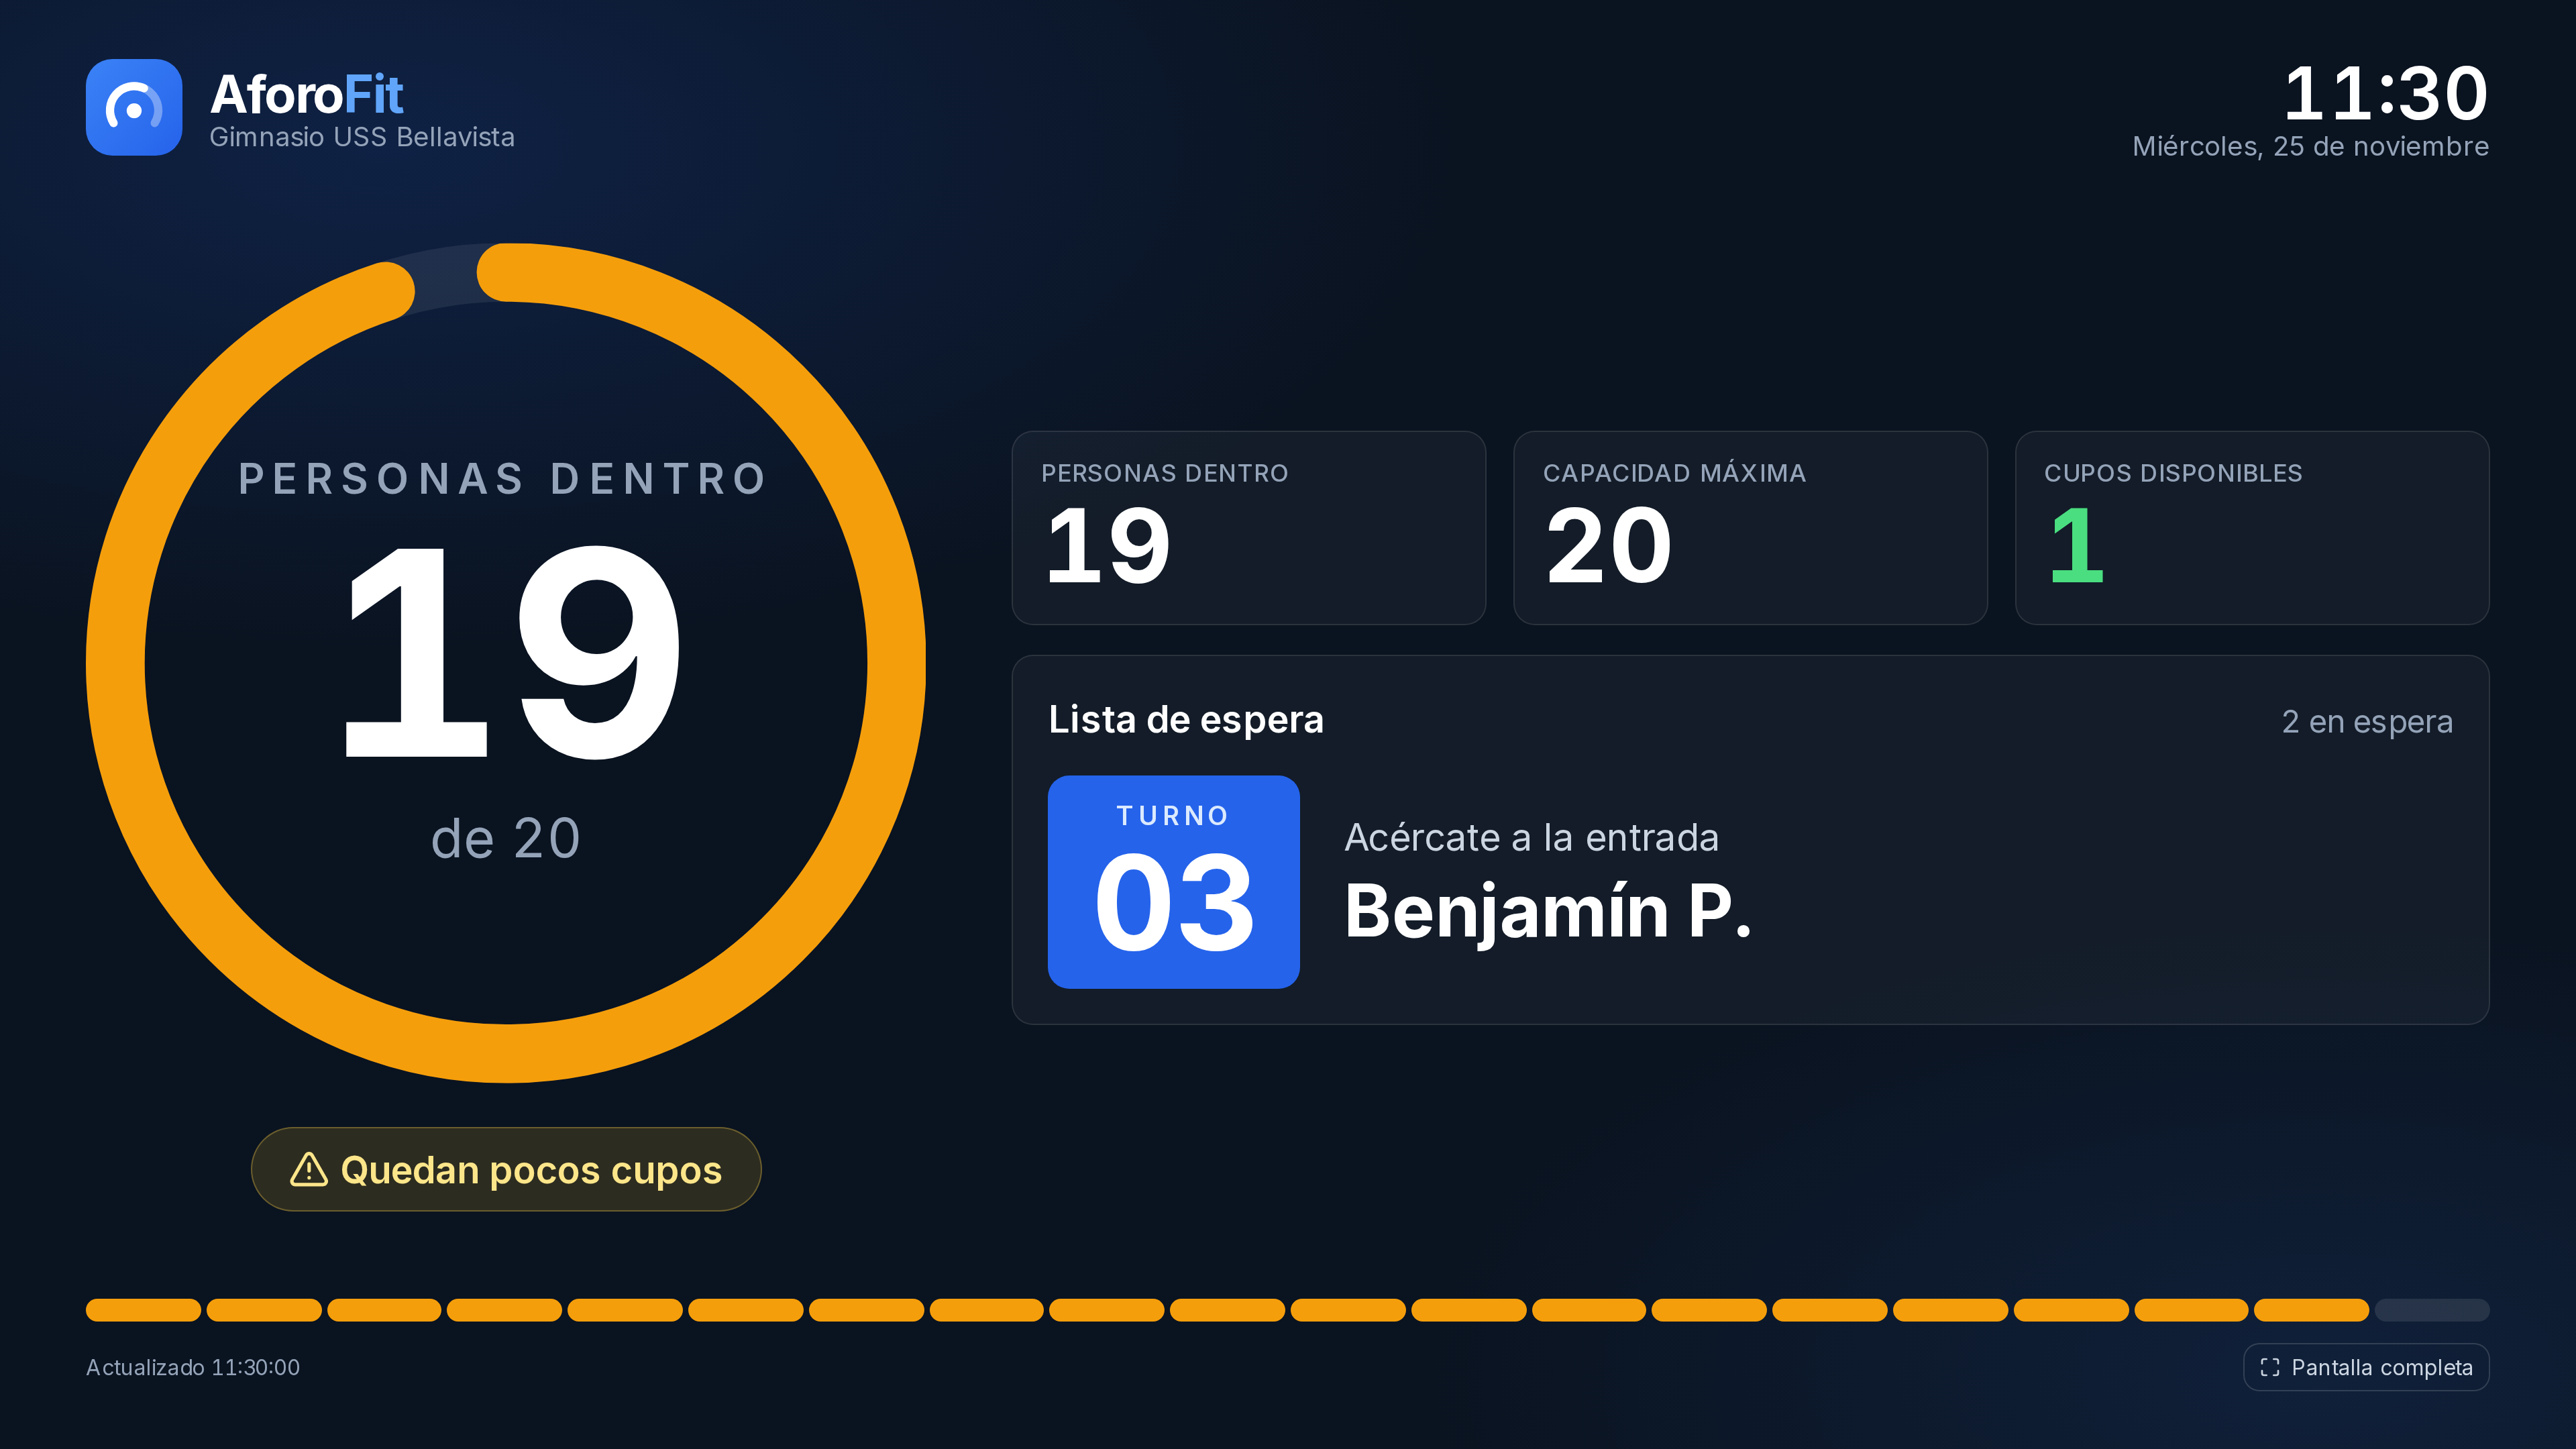 AforoFit
Gimnasio USS Bellavista
11:30
Miércoles, 25 de noviembre
PERSONAS DENTRO
19
de 20
Quedan pocos cupos
PERSONAS DENTRO
19
CAPACIDAD MÁXIMA
20
CUPOS DISPONIBLES
1
Lista de espera
2 en espera
TURNO
03
Acércate a la entrada
Benjamín P.
Actualizado 11:30:00
Pantalla completa